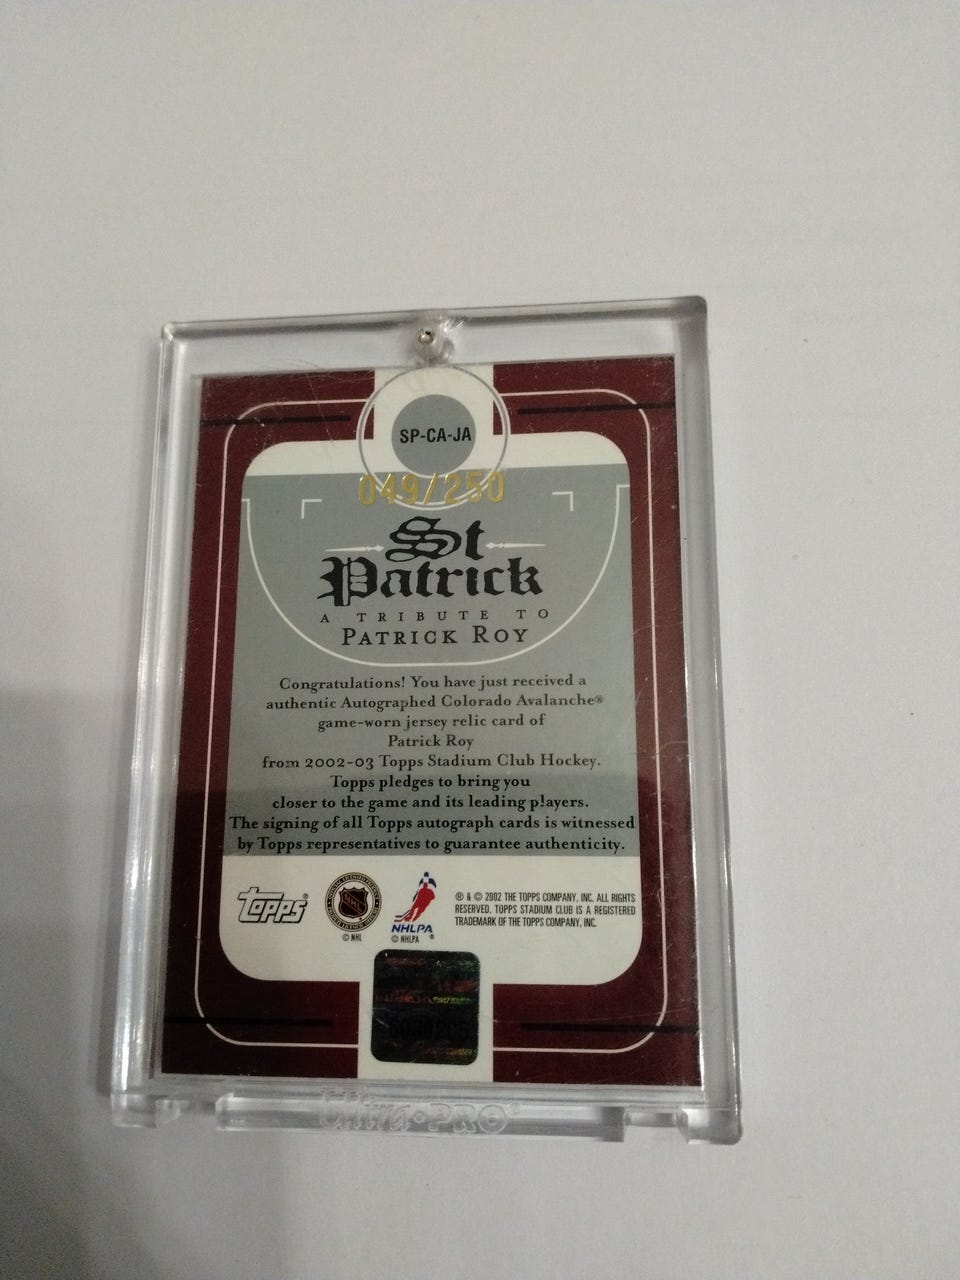 SP-CA-JA
049/250
St
Patrick
A TRIBUTE TO
PATRICK ROY
Congratulations! You have just received a
authentic Autographed Colorado Avalanche®
game-worn jersey relic card of
Patrick Roy
from 2002-03 Topps Stadium Club Hockey.
Topps pledges to bring you
closer to the game and its leading players.
The signing of all Topps autograph cards is witnessed
by Topps representatives to guarantee authenticity.
Topps®
NHL
© NHL
NHLPA
© NHLPA ®
® & © 2002 THE TOPPS COMPANY, INC. ALL RIGHTS
RESERVED. TOPPS STADIUM CLUB IS A REGISTERED
TRADEMARK OF THE TOPPS COMPANY, INC.
Ultra·PRO®